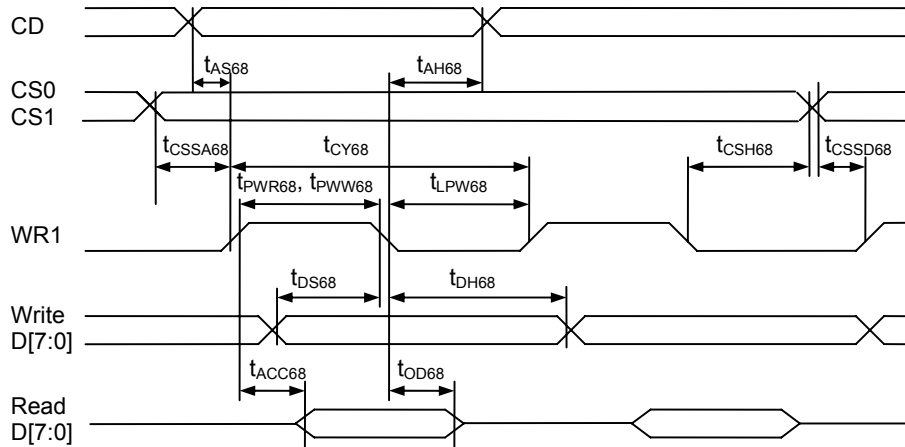 CD
tAS68 tAH68
CS0
CS1
tCSSA68 tCY68 tCSH68 tCSSD68
tPWR68, tPWW68 tLPW68
WR1
tDS68 tDH68
Write
D[7:0]
tACC68 tOD68
Read
D[7:0]